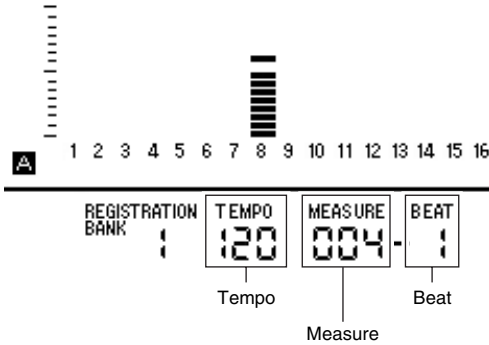 A 1 2 3 4 5 6 7 8 9 10 11 12 13 14 15 16
REGISTRATION TEMPO MEASURE BEAT
BANK 1 120 004- 1
Tempo Beat
Measure